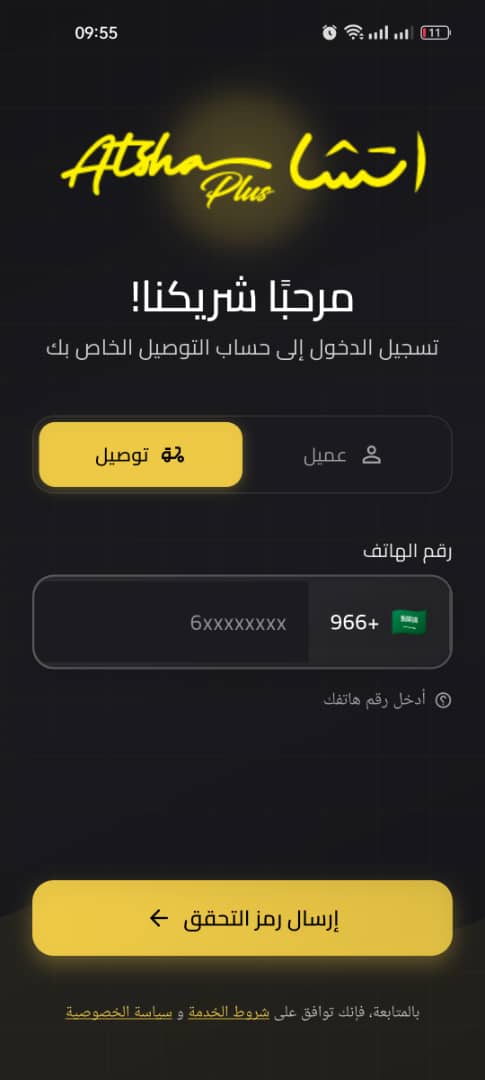 09:55
11
Atsha Plus اتشا
مرحبًا شريكنا!
تسجيل الدخول إلى حساب التوصيل الخاص بك
عميل
توصيل
رقم الهاتف
+966 6xxxxxxxx
أدخل رقم هاتفك
إرسال رمز التحقق
بالمتابعة، فإنك توافق على شروط الخدمة و سياسة الخصوصية